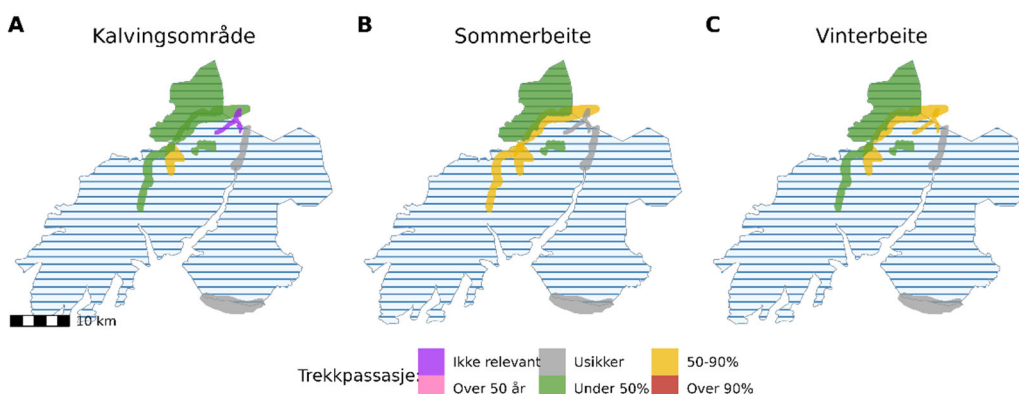 A Kalvingsområde
B Sommerbeite
C Vinterbeite
10 km
Trekkpassasje:
Ikke relevant
Usikker
50-90%
Over 50 år
Under 50%
Over 90%